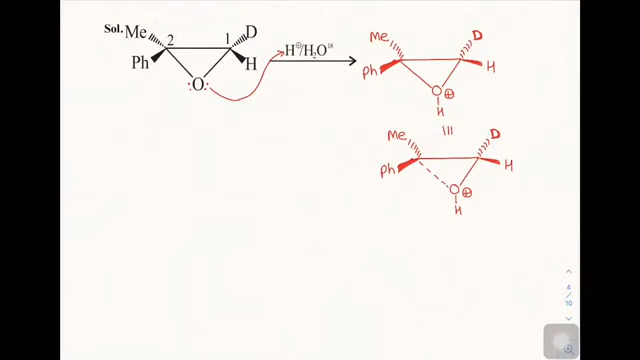 Sol. Me 2 1 D
Ph H
O
H⊕/H₂O¹⁸
Me D
Ph H
O ⊕
H
Me D
Ph H
O ⊕
H
4
/
10